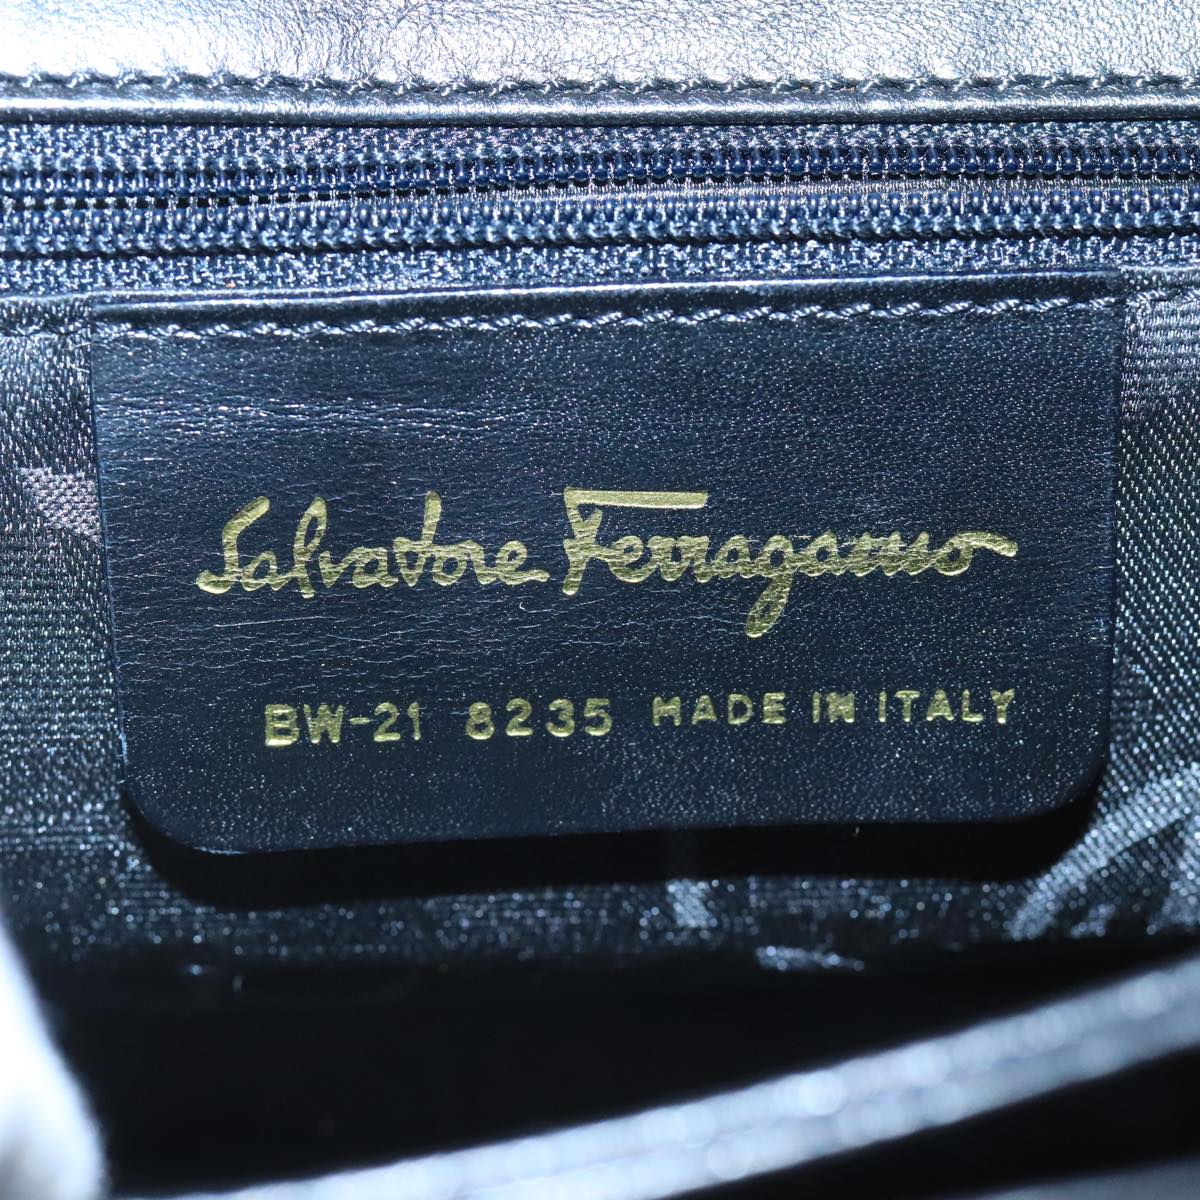 Salvatore Ferragamo
BW-21 8235 MADE IN ITALY